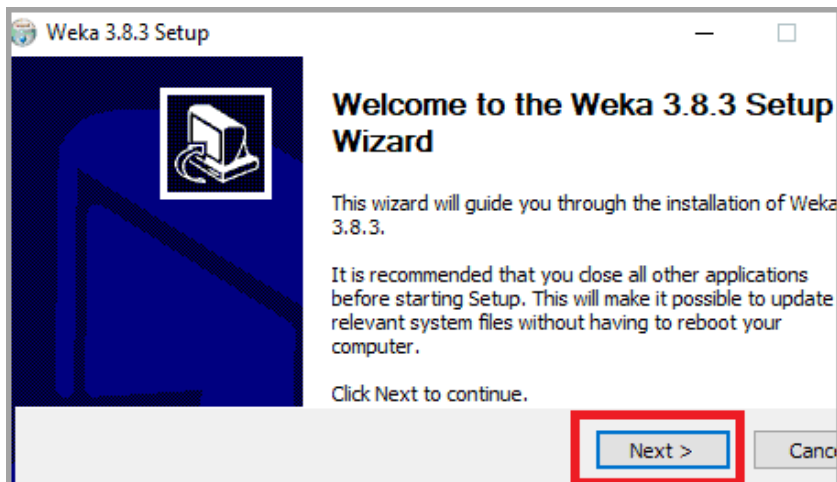 Weka 3.8.3 Setup
Welcome to the Weka 3.8.3 Setup
Wizard
This wizard will guide you through the installation of Weka
3.8.3.
It is recommended that you close all other applications
before starting Setup. This will make it possible to update
relevant system files without having to reboot your
computer.
Click Next to continue.
Next >